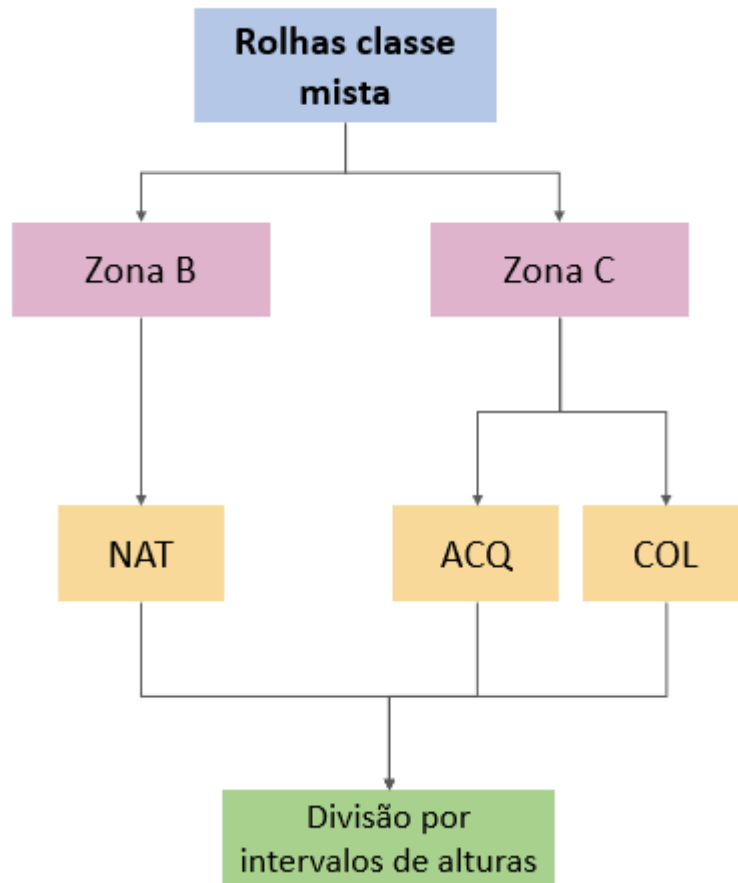 Rolhas classe
mista
Zona B
Zona C
NAT
ACQ
COL
Divisão por
intervalos de alturas